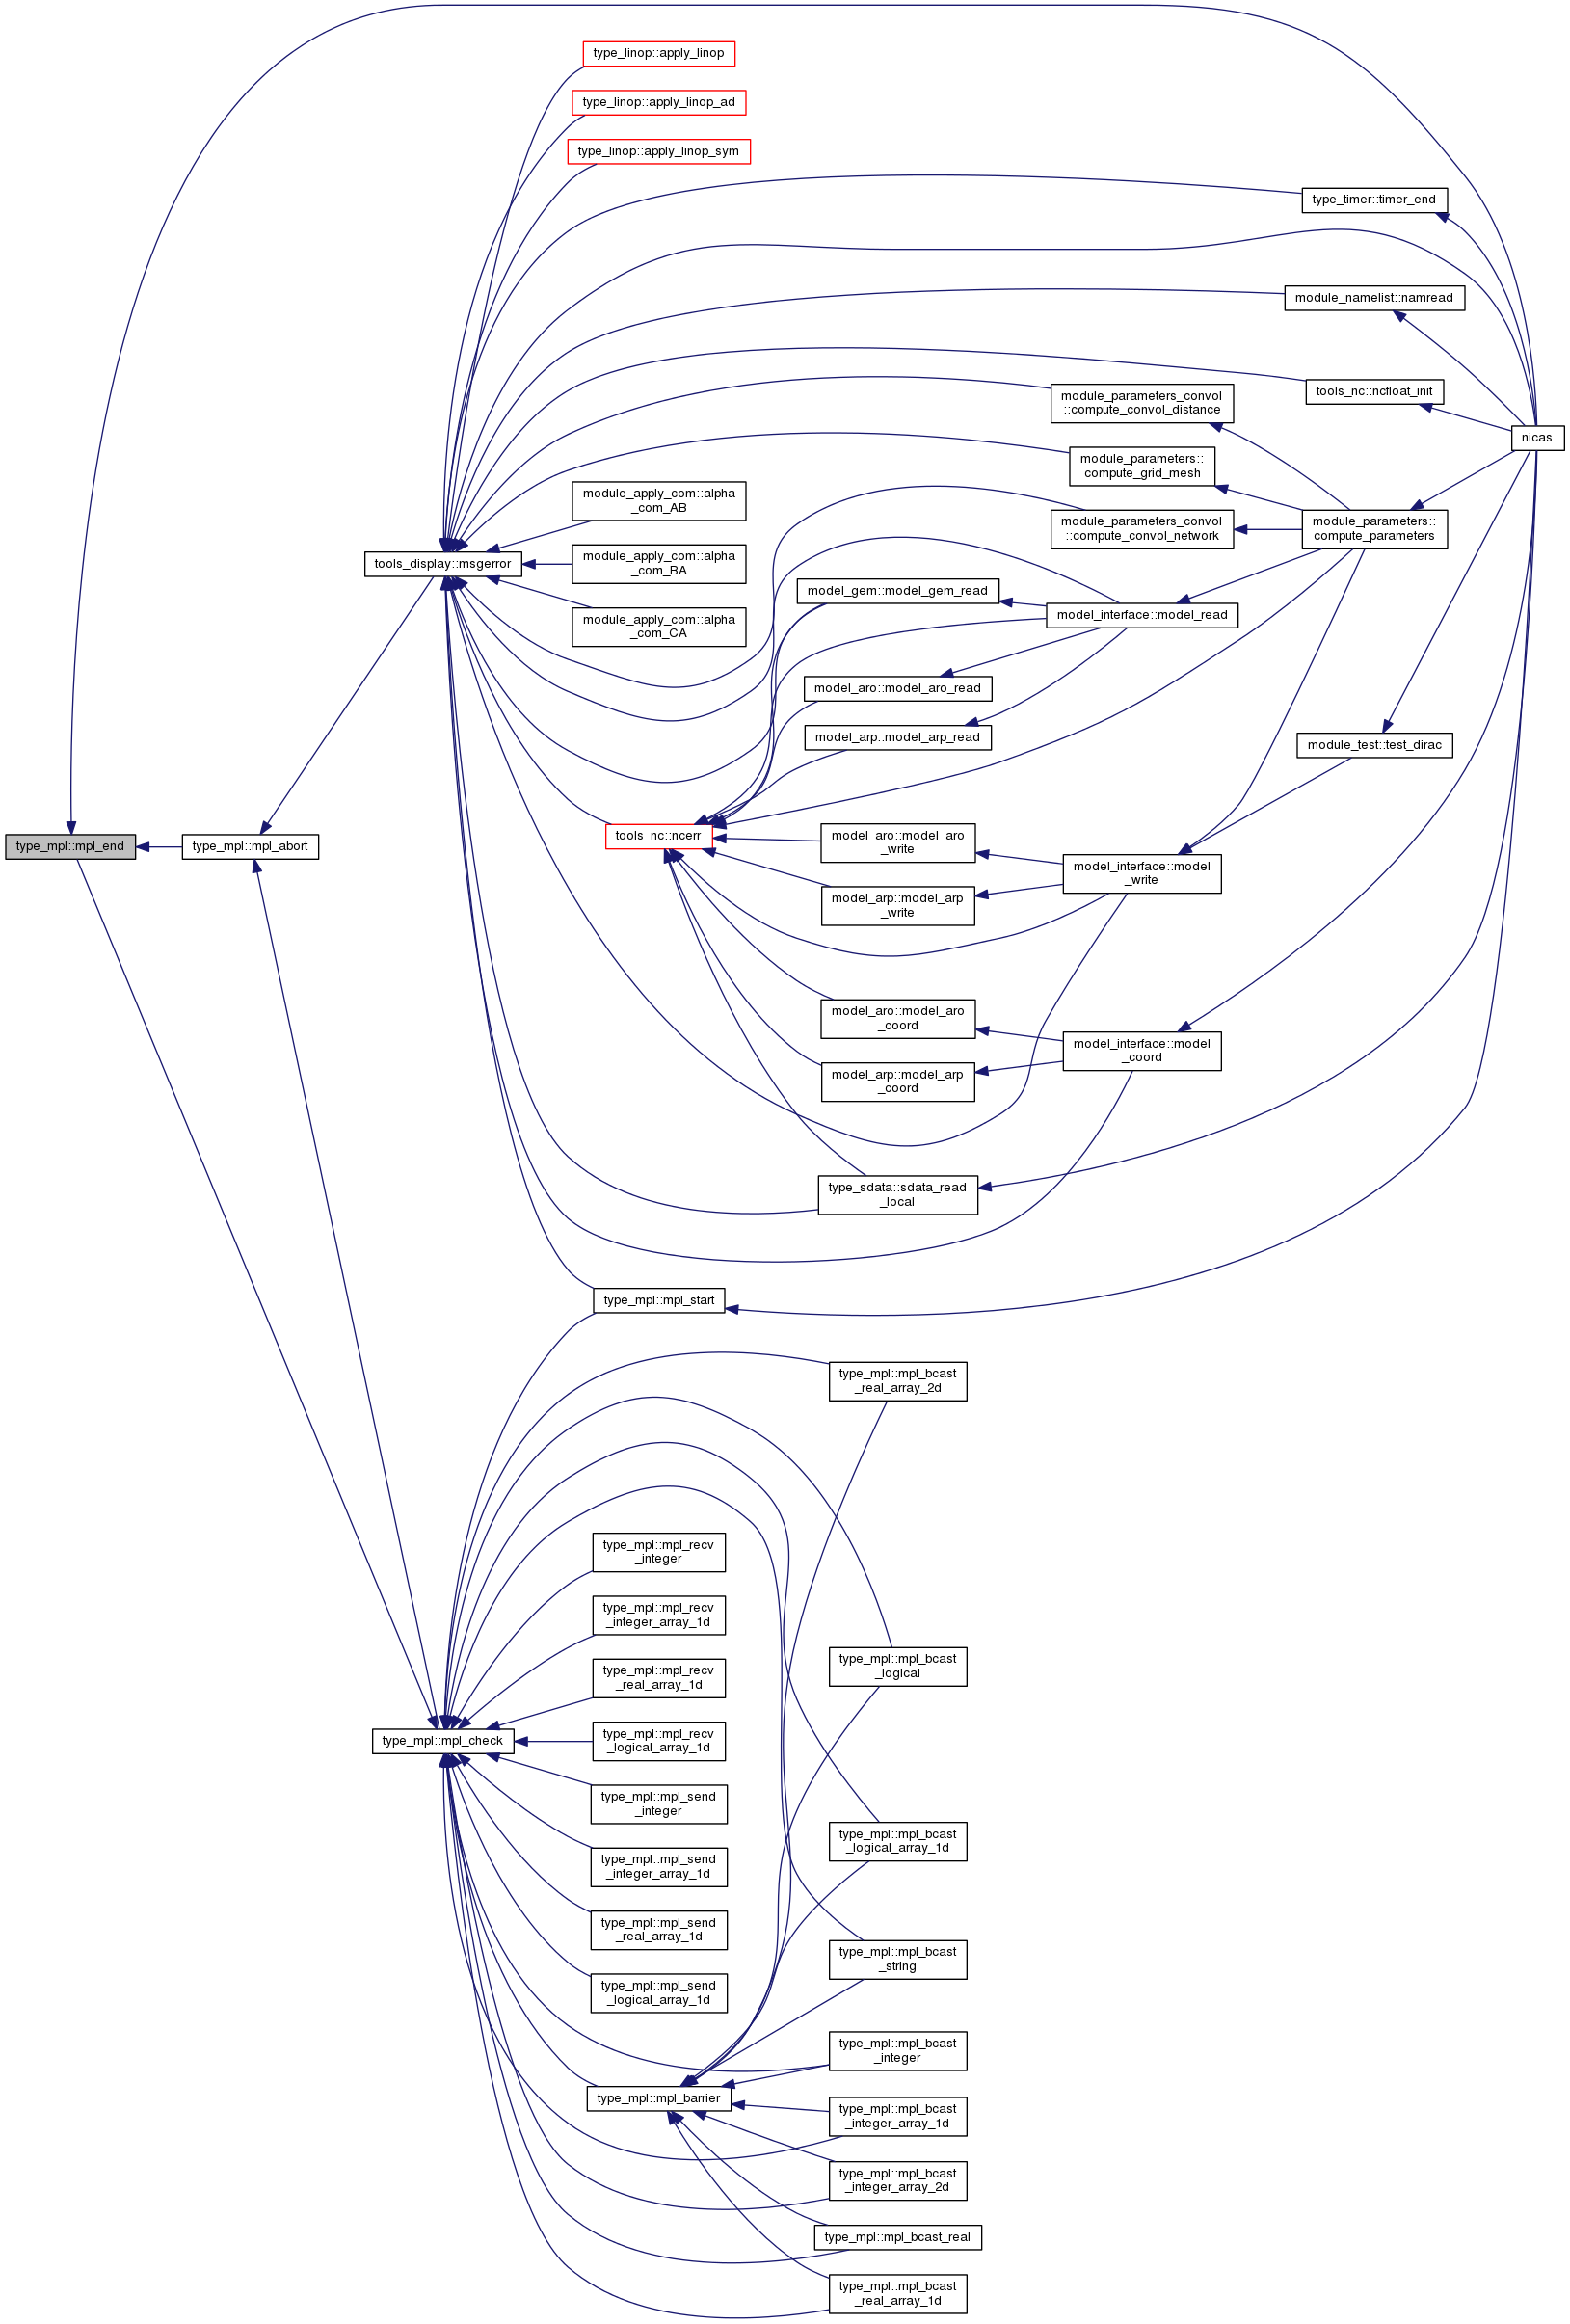 type_linop::apply_linop
type_linop::apply_linop_ad
type_linop::apply_linop_sym
type_timer::timer_end
module_namelist::namread
tools_nc::ncfloat_init
module_parameters_convol
::compute_convol_distance
nicas
module_parameters::
compute_grid_mesh
module_apply_com::alpha
_com_AB
module_parameters_convol
::compute_convol_network
module_parameters::
compute_parameters
tools_display::msgerror
module_apply_com::alpha
_com_BA
model_gem::model_gem_read
module_apply_com::alpha
_com_CA
model_interface::model_read
model_aro::model_aro_read
model_arp::model_arp_read
module_test::test_dirac
type_mpl::mpl_end
type_mpl::mpl_abort
tools_nc::ncerr
model_aro::model_aro
_write
model_interface::model
_write
model_arp::model_arp
_write
model_aro::model_aro
_coord
model_interface::model
_coord
model_arp::model_arp
_coord
type_sdata::sdata_read
_local
type_mpl::mpl_start
type_mpl::mpl_bcast
_real_array_2d
type_mpl::mpl_recv
_integer
type_mpl::mpl_recv
_integer_array_1d
type_mpl::mpl_bcast
_logical
type_mpl::mpl_recv
_real_array_1d
type_mpl::mpl_check
type_mpl::mpl_recv
_logical_array_1d
type_mpl::mpl_send
_integer
type_mpl::mpl_bcast
_logical_array_1d
type_mpl::mpl_send
_integer_array_1d
type_mpl::mpl_send
_real_array_1d
type_mpl::mpl_bcast
_string
type_mpl::mpl_send
_logical_array_1d
type_mpl::mpl_bcast
_integer
type_mpl::mpl_barrier
type_mpl::mpl_bcast
_integer_array_1d
type_mpl::mpl_bcast
_integer_array_2d
type_mpl::mpl_bcast_real
type_mpl::mpl_bcast
_real_array_1d